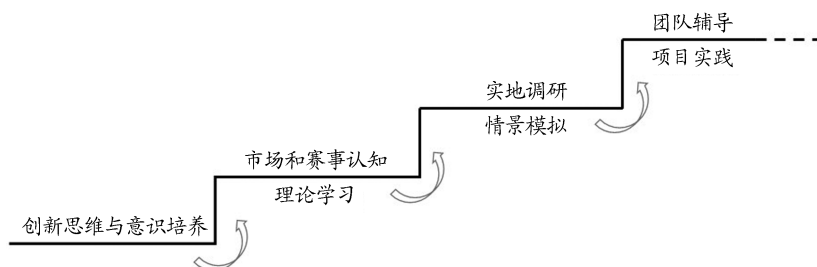 团队辅导
项目实践
实地调研
情景模拟
市场和赛事认知
理论学习
创新思维与意识培养